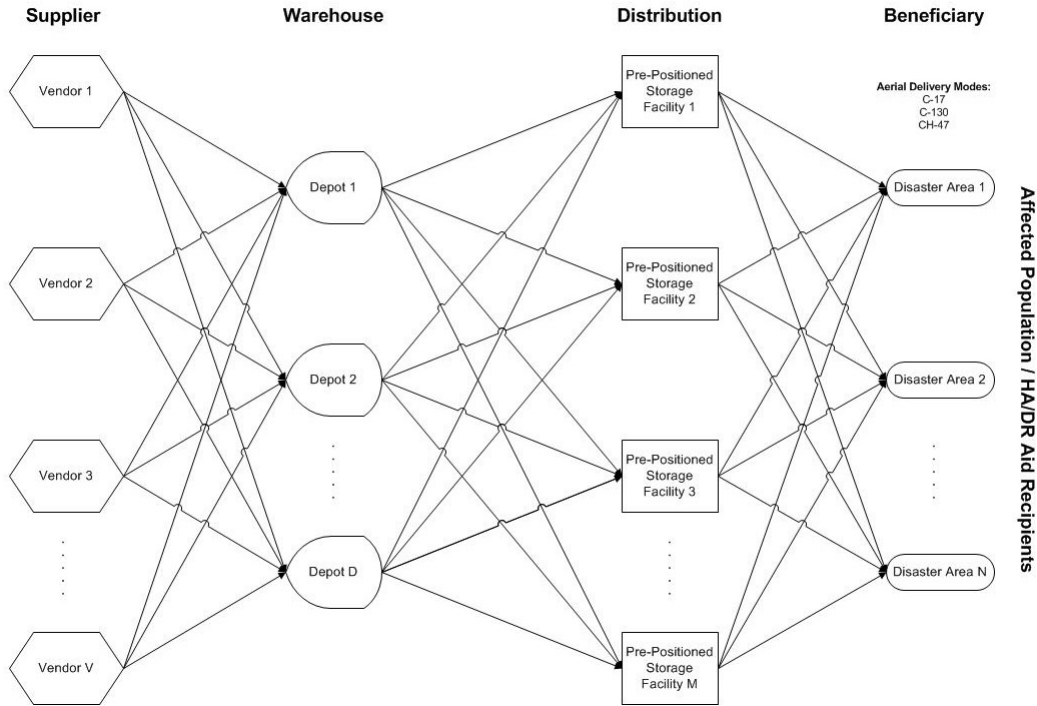 Supplier
Warehouse
Distribution
Beneficiary
Vendor 1
Vendor 2
Vendor 3
Vendor V
Depot 1
Depot 2
Depot D
Pre-Positioned
Storage
Facility 1
Pre-Positioned
Storage
Facility 2
Pre-Positioned
Storage
Facility 3
Pre-Positioned
Storage
Facility M
Aerial Delivery Modes:
C-17
C-130
CH-47
Disaster Area 1
Disaster Area 2
Disaster Area N
Affected Population / HA/DR Aid Recipients